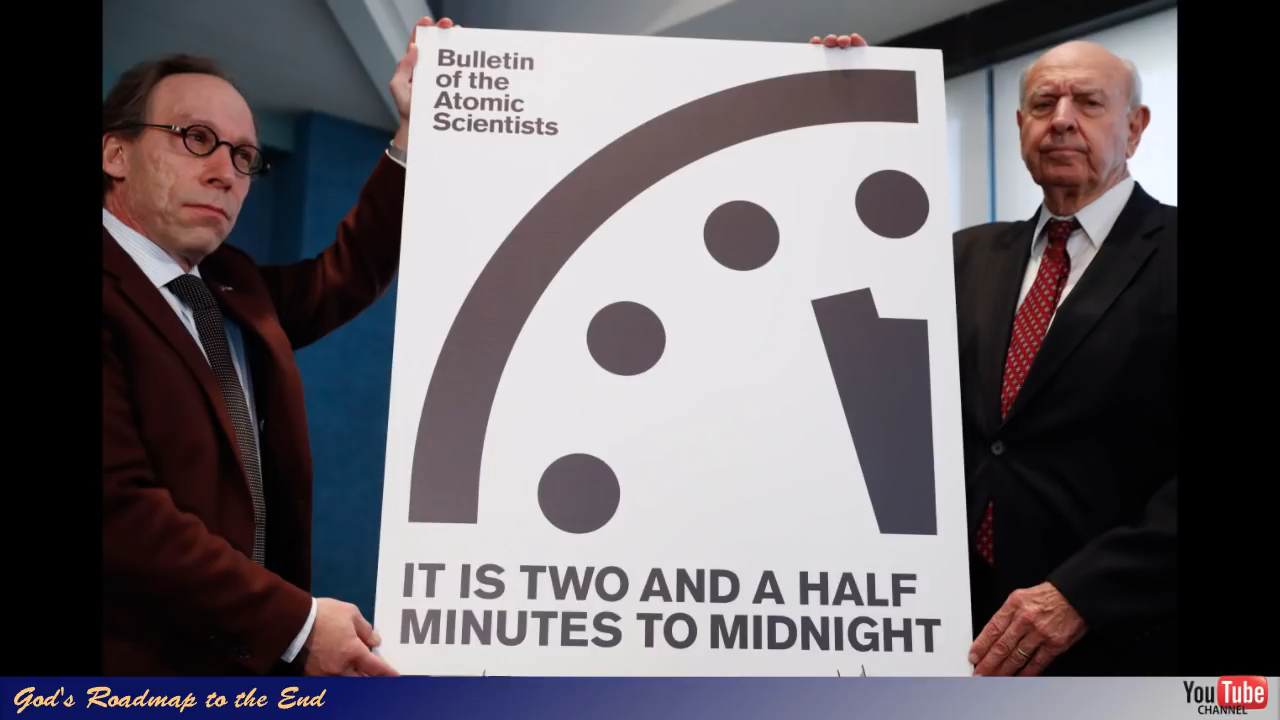 Bulletin
of the
Atomic
Scientists
IT IS TWO AND A HALF
MINUTES TO MIDNIGHT
God's Roadmap to the End
YouTube
CHANNEL